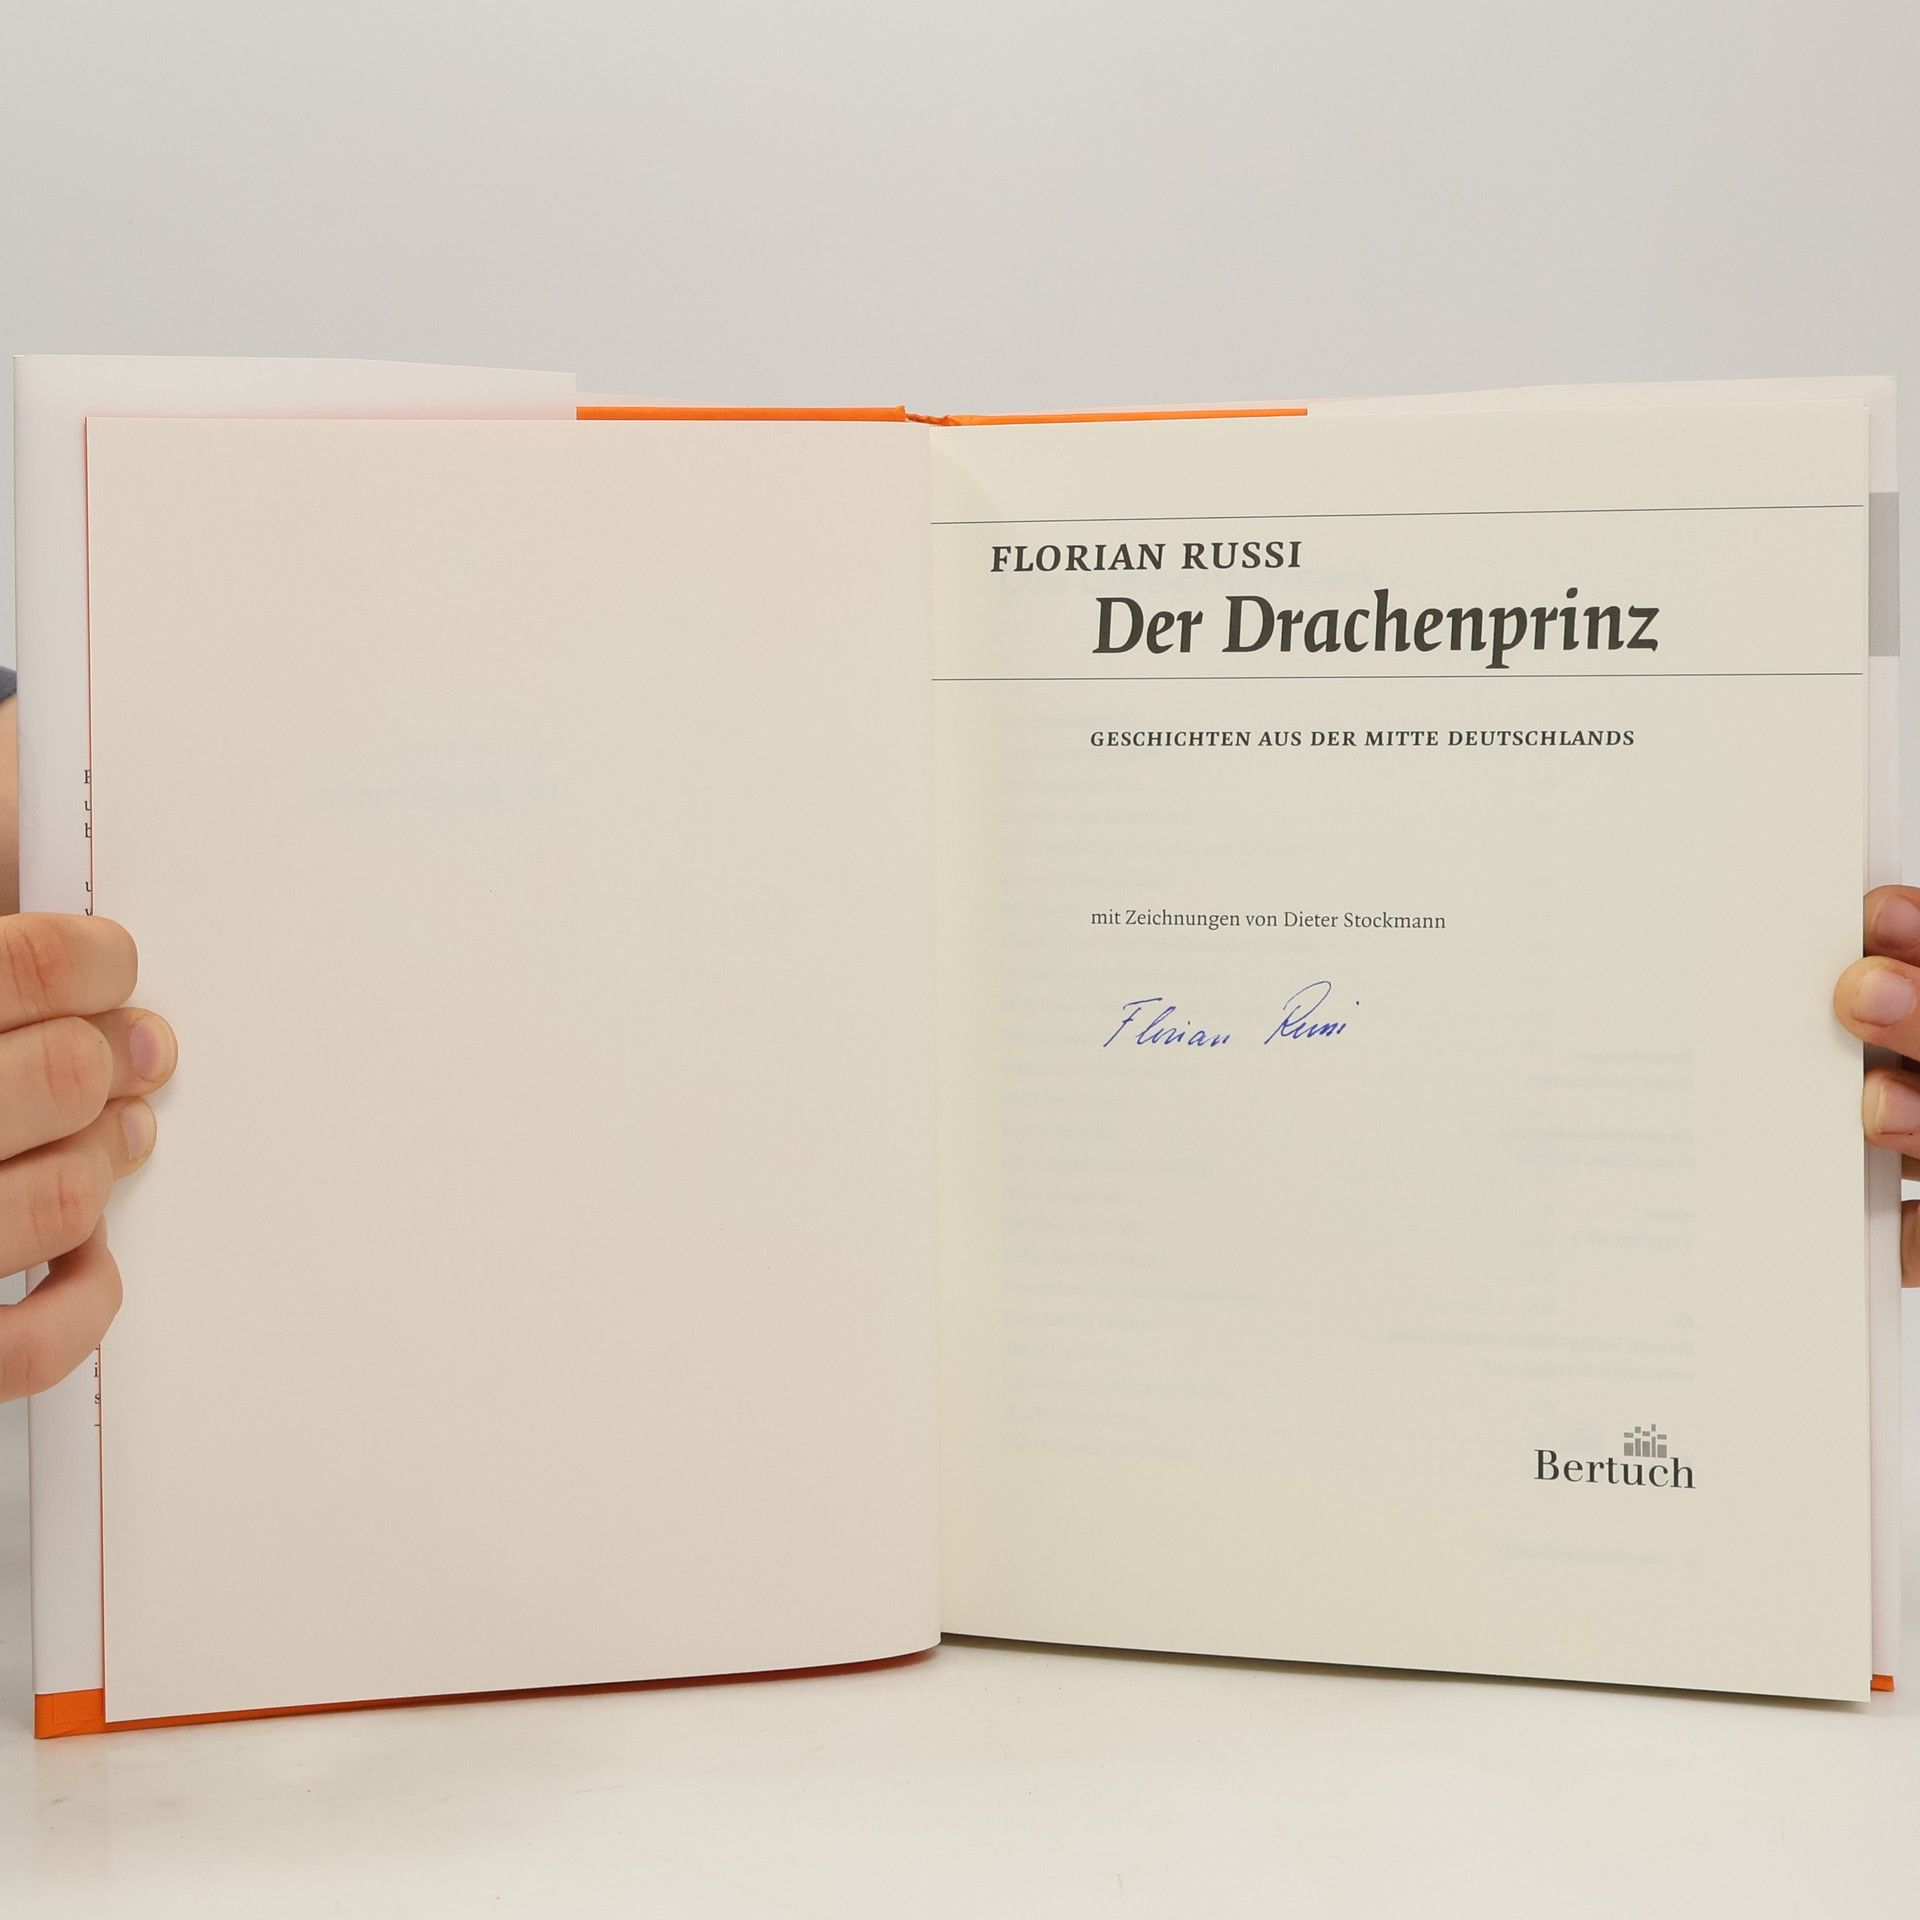 FLORIAN RUSSI
Der Drachenprinz
GESCHICHTEN AUS DER MITTE DEUTSCHLANDS
mit Zeichnungen von Dieter Stockmann
Florian Russi
Bertuch